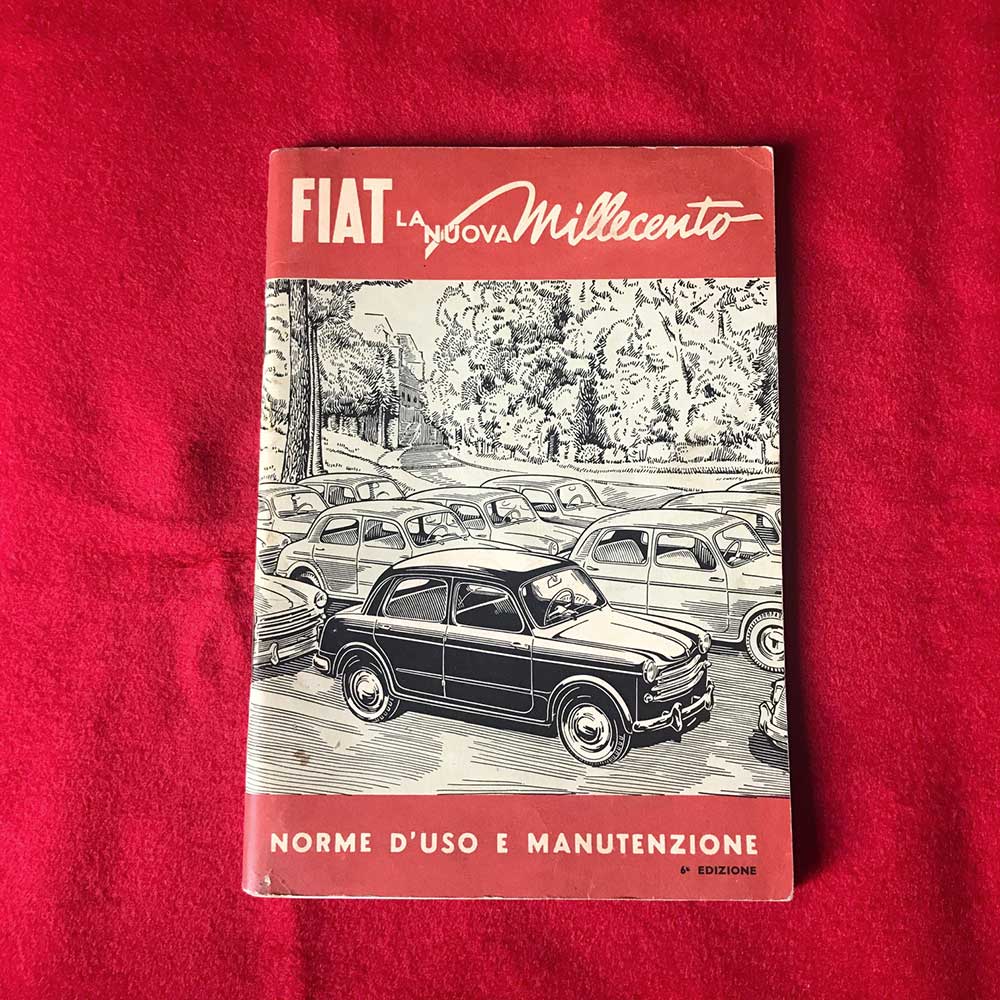 FIAT LA NUOVA Millecento
NORME D'USO E MANUTENZIONE
6ª EDIZIONE